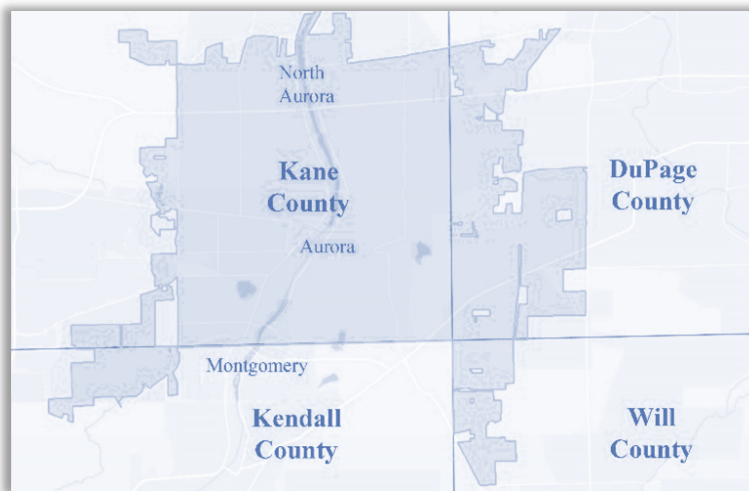 North
Aurora
Kane
County
DuPage
County
Aurora
Montgomery
Kendall
County
Will
County